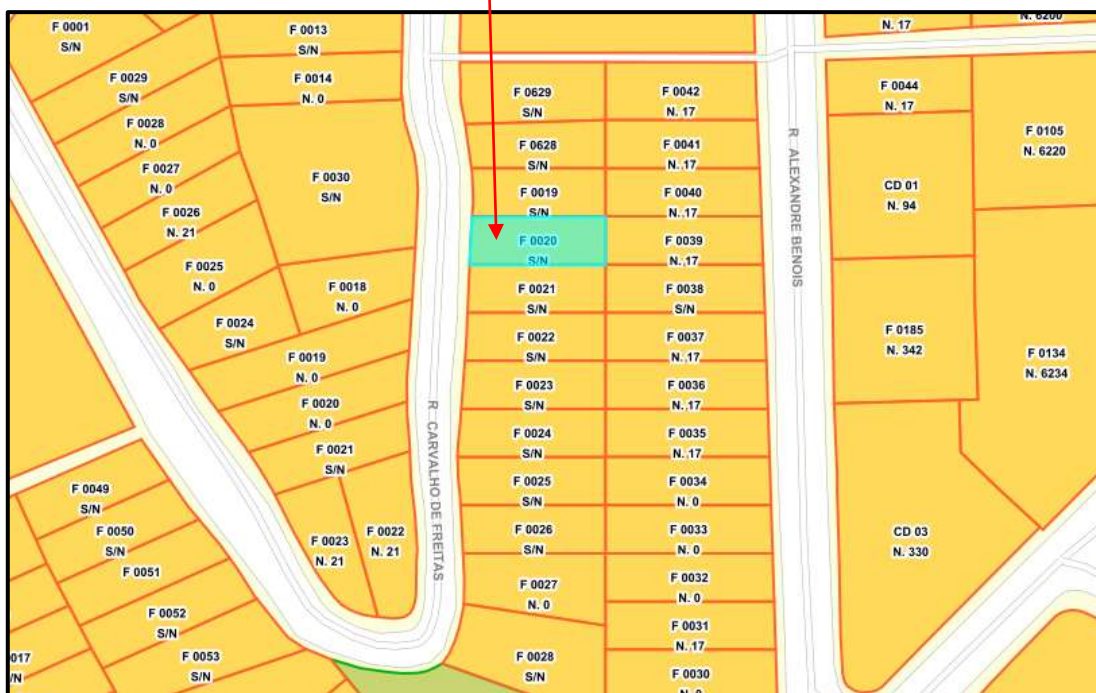 F 0001
S/N
F 0013
S/N
N. 17
N. 6200
F 0029
S/N
F 0014
N. 0
F 0028
N. 0
F 0027
N. 0
F 0026
N. 21
F 0025
N. 0
F 0024
S/N
F 0030
S/N
F 0018
N. 0
F 0019
N. 0
F 0020
N. 0
F 0021
S/N
F 0022
N. 21
F 0023
N. 21
F 0049
S/N
F 0050
S/N
F 0051
F 0052
S/N
F 0053
S/N
0017
/N
R CARVALHO DE FREITAS
F 0629
S/N
F 0628
S/N
F 0019
S/N
F 0020
S/N
F 0021
S/N
F 0022
S/N
F 0023
S/N
F 0024
S/N
F 0025
S/N
F 0026
S/N
F 0027
N. 0
F 0028
S/N
F 0042
N. 17
F 0041
N. 17
F 0040
N. 17
F 0039
N. 17
F 0038
S/N
F 0037
N. 17
F 0036
N. 17
F 0035
N. 17
F 0034
N. 0
F 0033
N. 0
F 0032
N. 0
F 0031
N. 17
F 0030
N. 0
R ALEXANDRE BENOIS
F 0044
N. 17
CD 01
N. 94
F 0185
N. 342
CD 03
N. 330
F 0105
N. 6220
F 0134
N. 6234